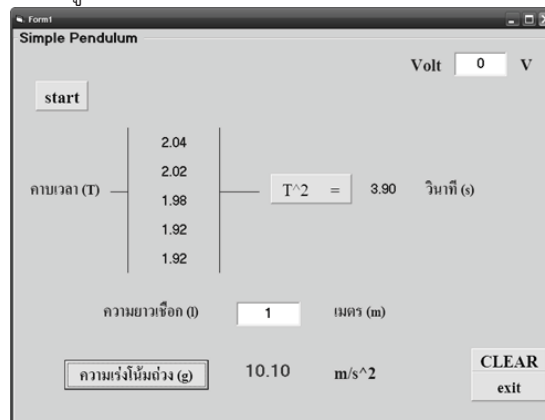 Form1
Simple Pendulum
Volt 0 V
start
2.04
2.02
คาบเวลา (T) 1.98 T^2 = 3.90 วินาที (s)
1.92
1.92
ความยาวเชือก (l) 1 เมตร (m)
ความเร่งโน้มถ่วง (g) 10.10 m/s^2
CLEAR
exit